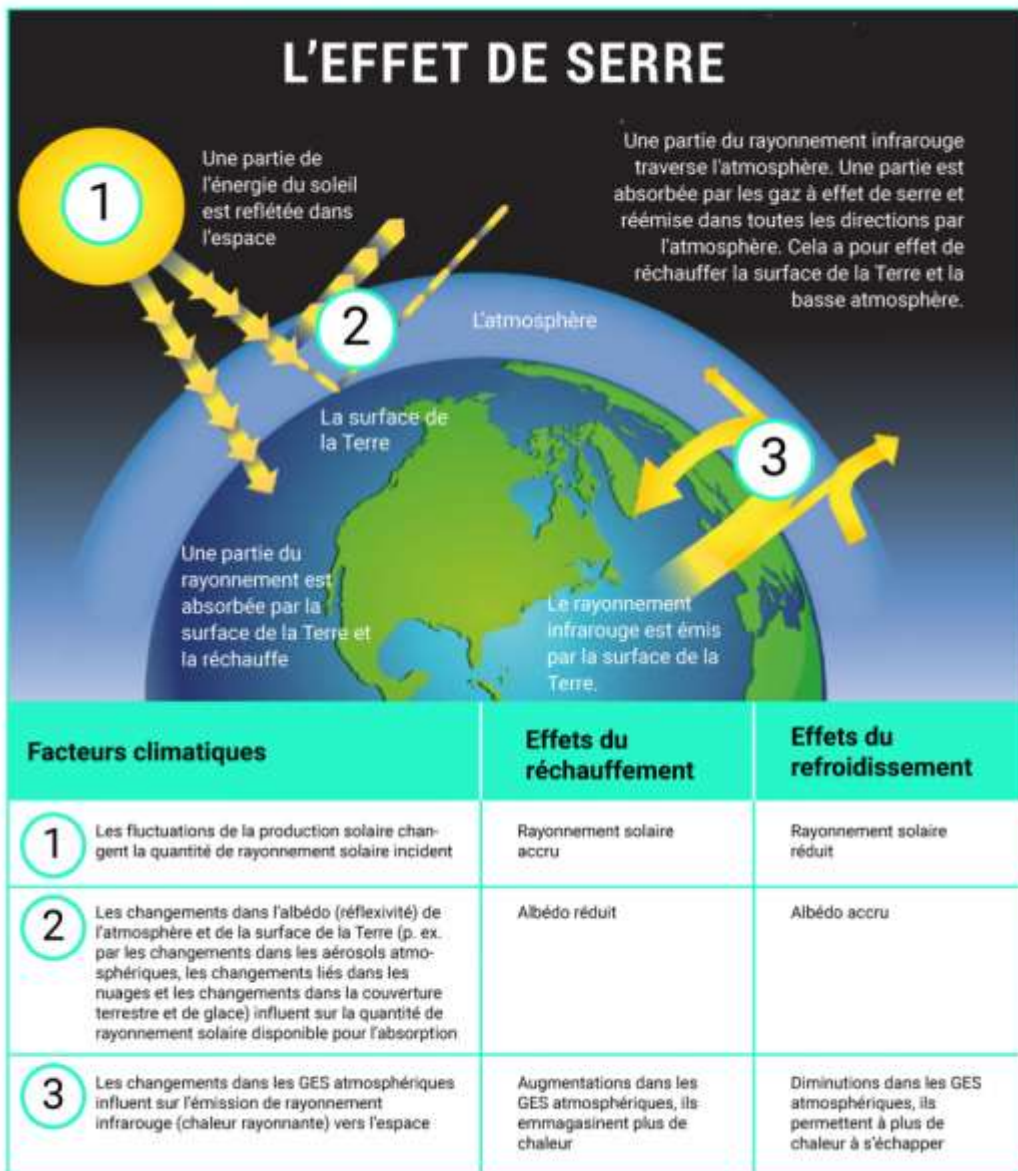 L'EFFET DE SERRE
1
Une partie de
l'énergie du soleil
est reflétée dans
l'espace
Une partie du rayonnement infrarouge
traverse l'atmosphère. Une partie est
absorbée par les gaz à effet de serre et
réémise dans toutes les directions par
l'atmosphère. Cela a pour effet de
réchauffer la surface de la Terre et la
basse atmosphère.
2
L'atmosphère
La surface de
la Terre
3
Une partie du
rayonnement est
absorbée par la
surface de la Terre et
la réchauffe
Le rayonnement
infrarouge est émis
par la surface de la
Terre.
Facteurs climatiques
Effets du
réchauffement
Effets du
refroidissement
1
Les fluctuations de la production solaire chan-
gent la quantité de rayonnement solaire incident
Rayonnement solaire
accru
Rayonnement solaire
réduit
2
Les changements dans l'albédo (réflexivité) de
l'atmosphère et de la surface de la Terre (p. ex.
par les changements dans les aérosols atmo-
sphériques, les changements liés dans les
nuages et les changements dans la couverture
terrestre et de glace) influent sur la quantité de
rayonnement solaire disponible pour l'absorption
Albédo réduit
Albédo accru
3
Les changements dans les GES atmosphériques
influent sur l'émission de rayonnement
infrarouge (chaleur rayonnante) vers l'espace
Augmentations dans les
GES atmosphériques, ils
emmagasinent plus de
chaleur
Diminutions dans les GES
atmosphériques, ils
permettent à plus de
chaleur à s'échapper